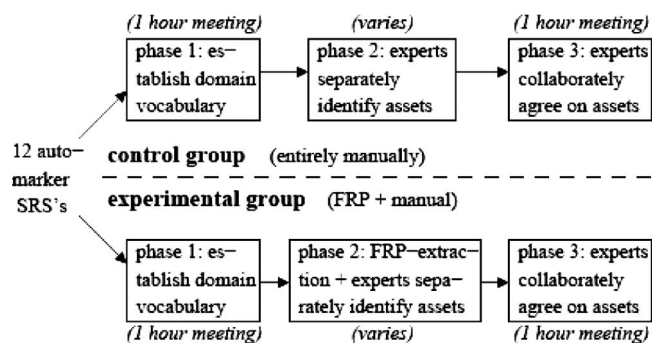 (1 hour meeting) (varies) (1 hour meeting)
phase 1: es- phase 2: experts phase 3: experts
tablish domain separately collaborately
vocabulary identify assets agree on assets
12 auto-
marker
SRS's
control group (entirely manually)
experimental group (FRP + manual)
phase 1: es- phase 2: FRP-extrac- phase 3: experts
tablish domain tion + experts sepa- collaborately
vocabulary rately identify assets agree on assets
(1 hour meeting) (varies) (1 hour meeting)